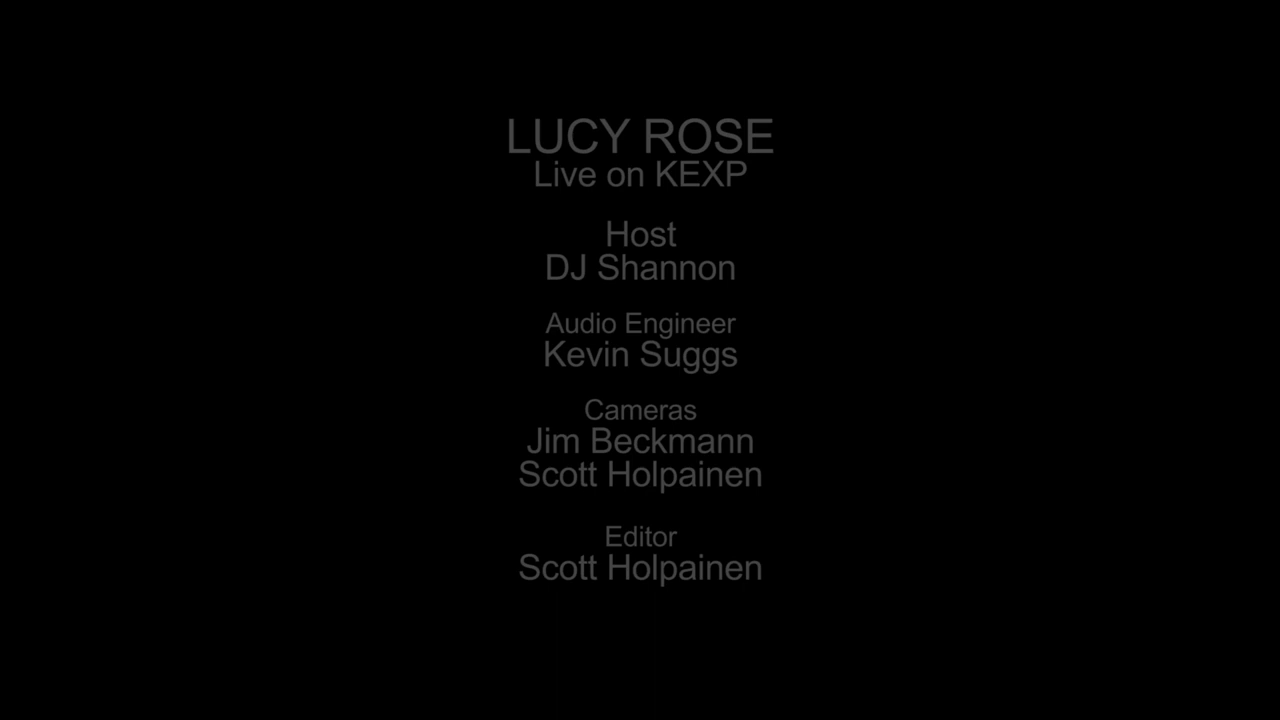 LUCY ROSE
Live on KEXP
Host
DJ Shannon
Audio Engineer
Kevin Suggs
Cameras
Jim Beckmann
Scott Holpainen
Editor
Scott Holpainen